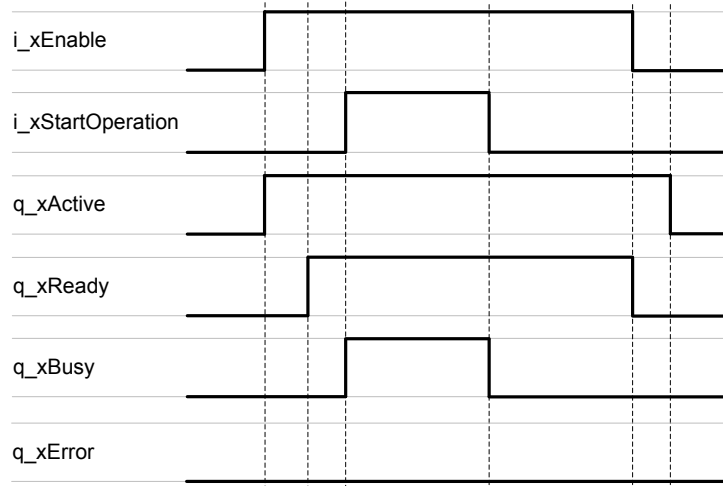 i_xEnable
i_xStartOperation
q_xActive
q_xReady
q_xBusy
q_xError